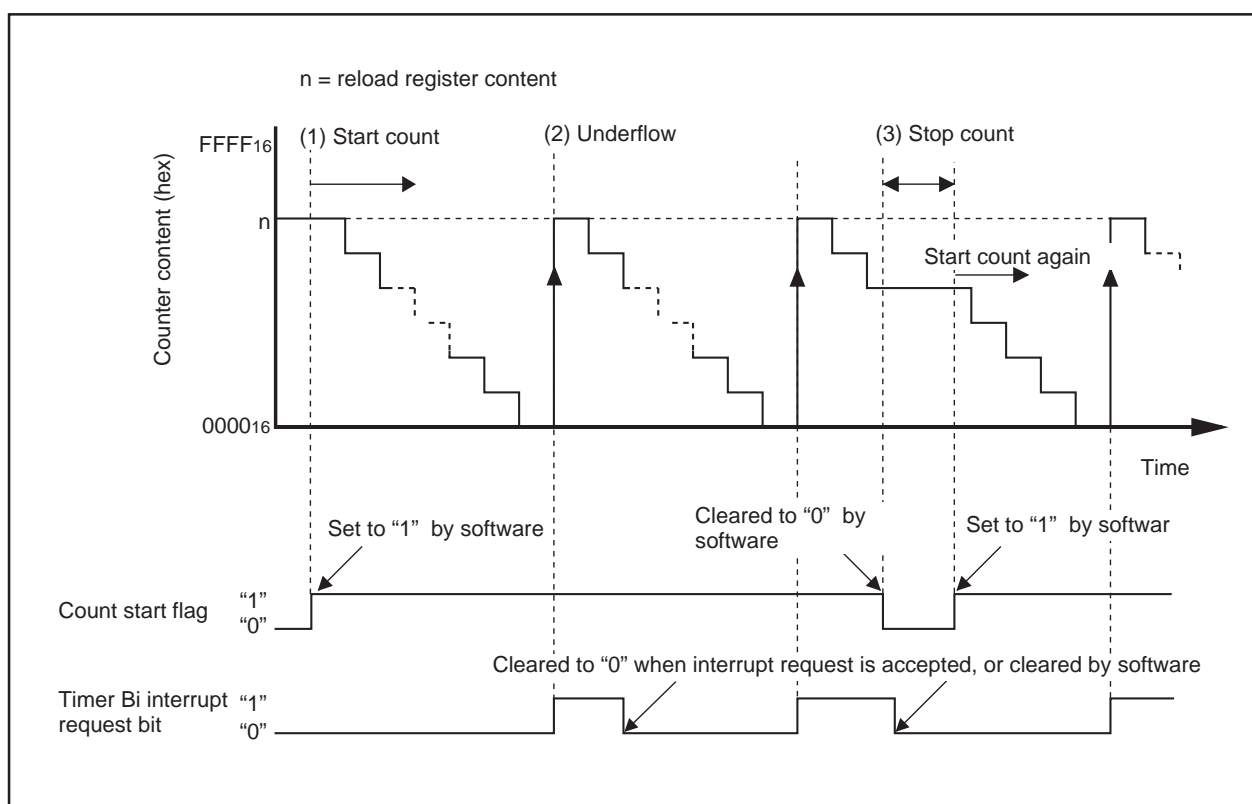 n = reload register content
FFFF16
(1) Start count
(2) Underflow
(3) Stop count
Counter content (hex)
n
Start count again
000016
Time
Set to “1” by software
Cleared to “0” by
software
Set to “1” by softwar
Count start flag
“1”
“0”
Cleared to “0” when interrupt request is accepted, or cleared by software
Timer Bi interrupt
request bit
“1”
“0”